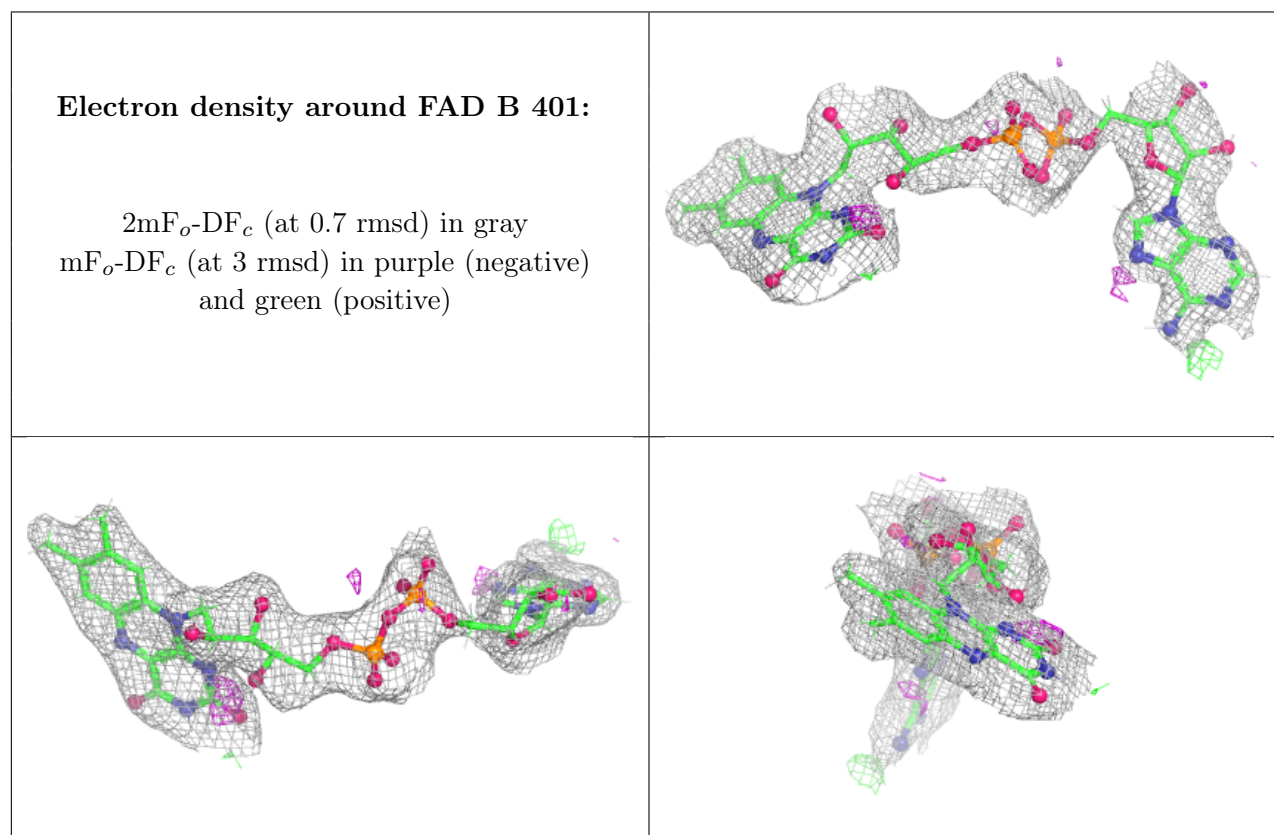 Electron density around FAD B 401:
2mFo-DFc (at 0.7 rmsd) in gray
mFo-DFc (at 3 rmsd) in purple (negative)
and green (positive)